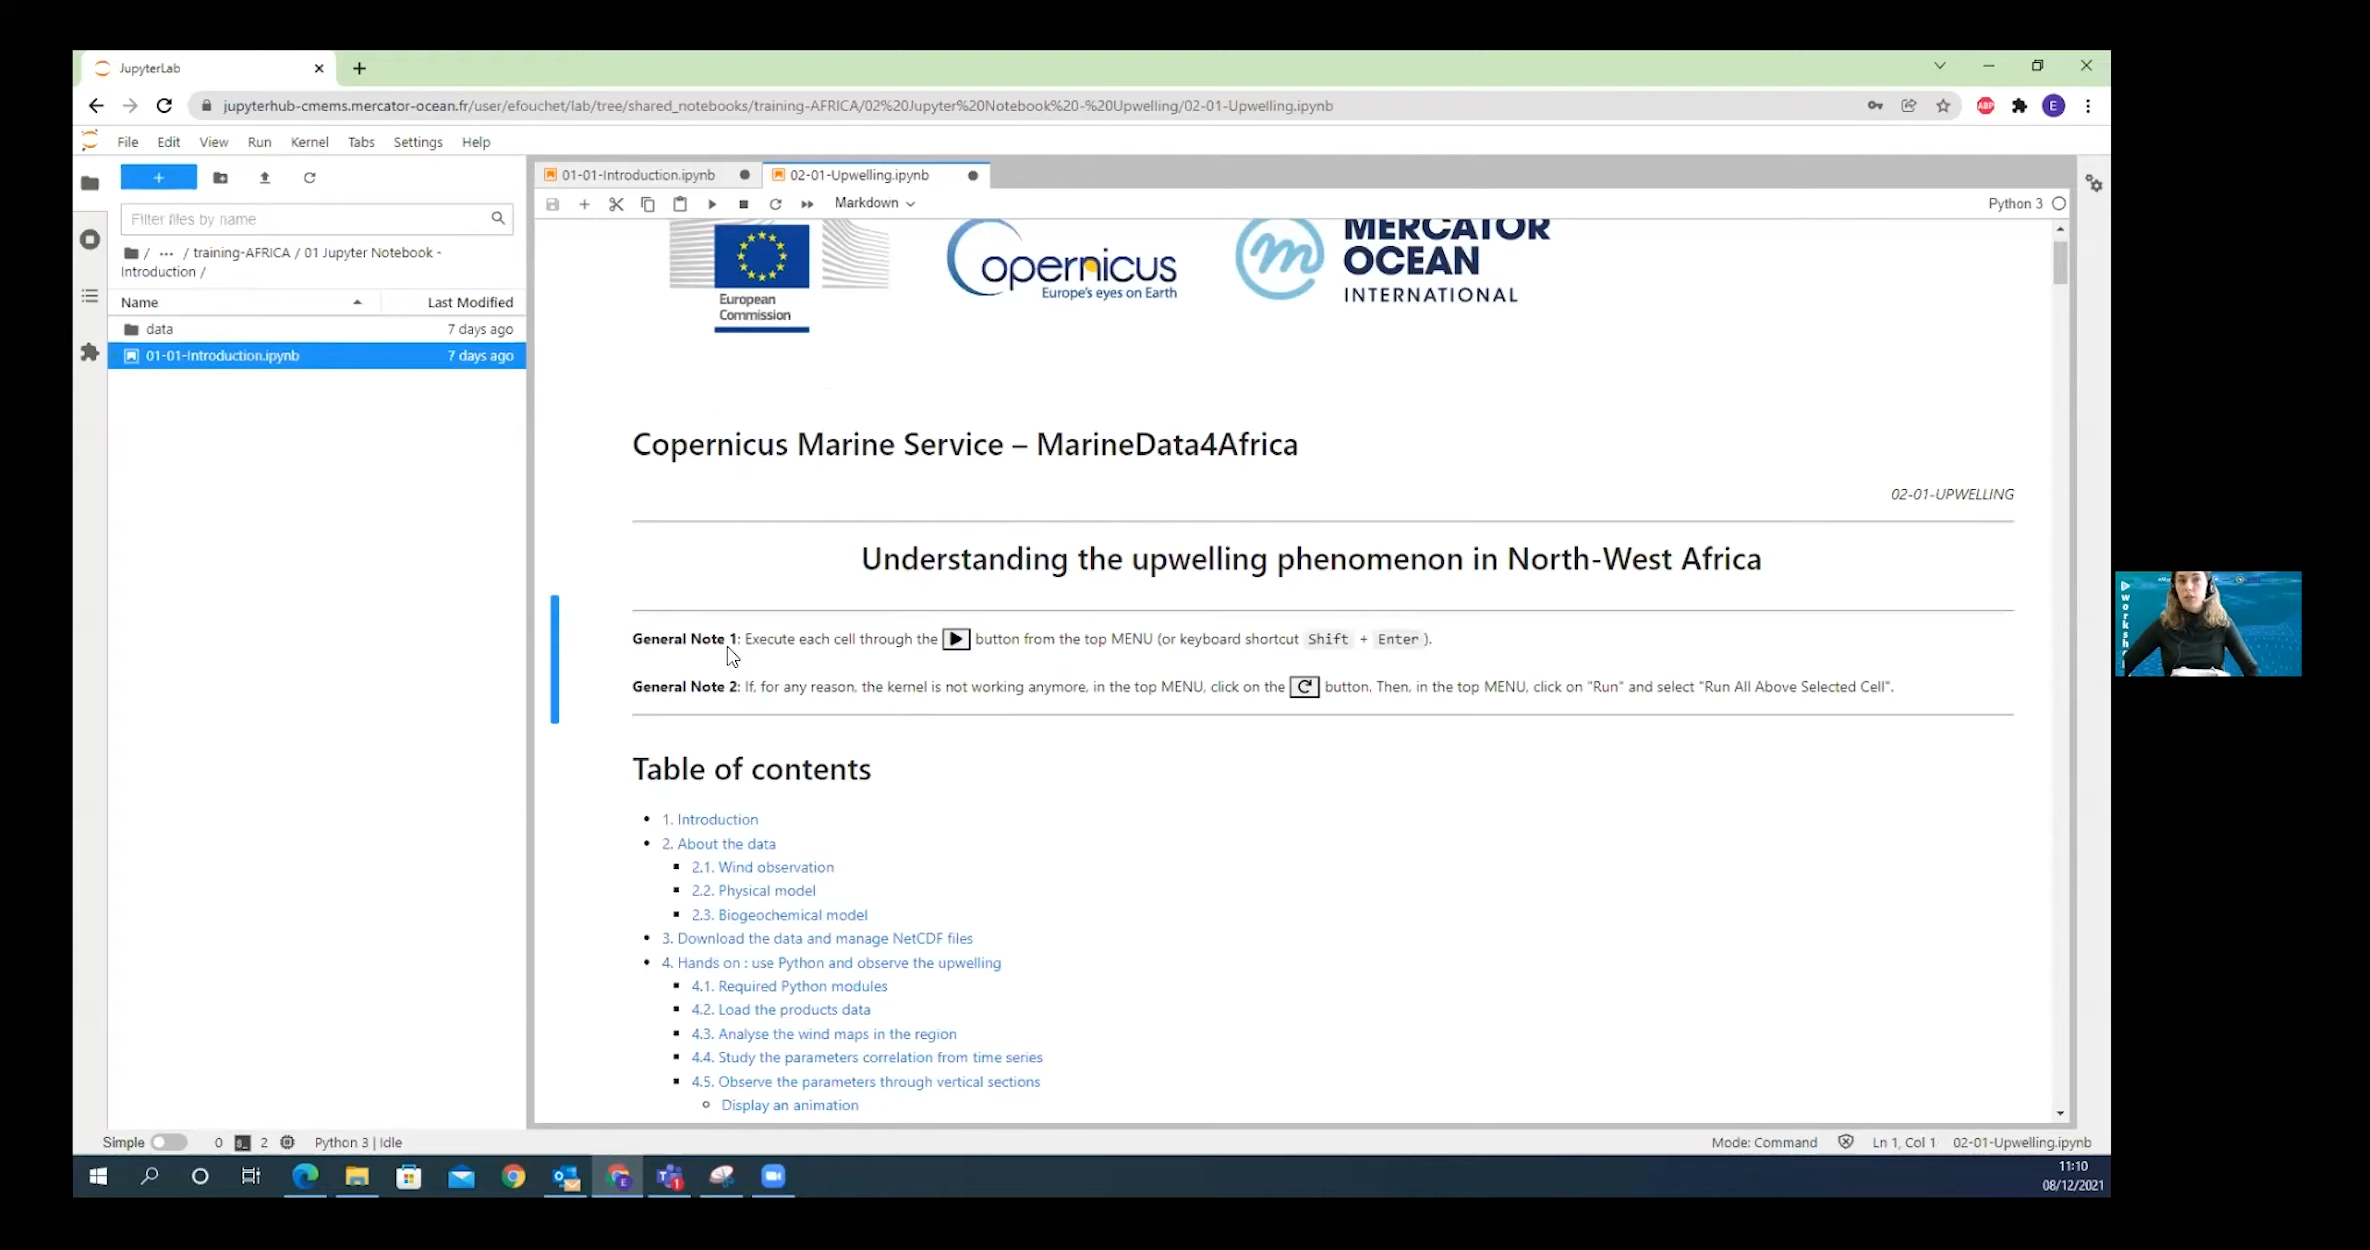 JupyterLab
jupyterhub-cmems.mercator-ocean.fr/user/efouchet/lab/tree/shared_notebooks/training-AFRICA/02%20Jupyter%20Notebook%20-%20Upwelling/02-01-Upwelling.ipynb
ABP
E
File Edit View Run Kernel Tabs Settings Help
01-01-Introduction.ipynb
02-01-Upwelling.ipynb
Markdown
Python 3
Filter files by name
/ ··· / training-AFRICA / 01 Jupyter Notebook -
Introduction /
Name Last Modified
data 7 days ago
01-01-Introduction.ipynb 7 days ago
European
Commission
opernicus
Europe's eyes on Earth
m
MERCATOR
OCEAN
INTERNATIONAL
Copernicus Marine Service – MarineData4Africa
02-01-UPWELLING
Understanding the upwelling phenomenon in North-West Africa
General Note 1: Execute each cell through the button from the top MENU (or keyboard shortcut Shift + Enter ).
General Note 2: If, for any reason, the kernel is not working anymore, in the top MENU, click on the button. Then, in the top MENU, click on "Run" and select "Run All Above Selected Cell".
Table of contents
1. Introduction
2. About the data
2.1. Wind observation
2.2. Physical model
2.3. Biogeochemical model
3. Download the data and manage NetCDF files
4. Hands on : use Python and observe the upwelling
4.1. Required Python modules
4.2. Load the products data
4.3. Analyse the wind maps in the region
4.4. Study the parameters correlation from time series
4.5. Observe the parameters through vertical sections
Display an animation
Simple 0 2 Python 3 | Idle
Mode: Command Ln 1, Col 1 02-01-Upwelling.ipynb
11:10
08/12/2021